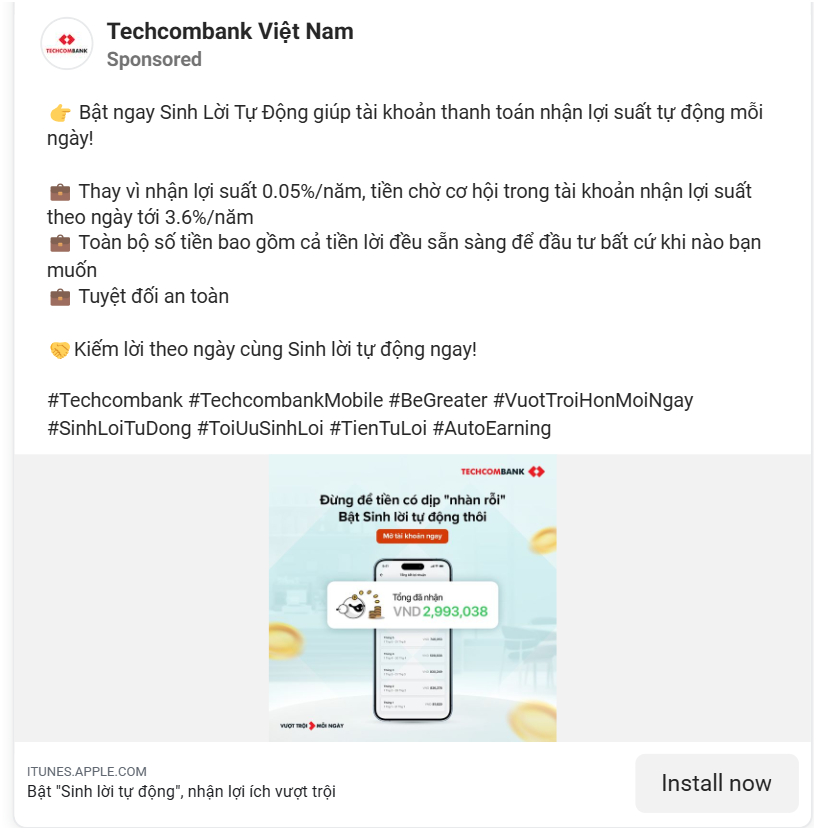 TECHCOMBANK
Techcombank Việt Nam
Sponsored
👉 Bật ngay Sinh Lời Tự Động giúp tài khoản thanh toán nhận lợi suất tự động mỗi
ngày!
💼 Thay vì nhận lợi suất 0.05%/năm, tiền chờ cơ hội trong tài khoản nhận lợi suất
theo ngày tới 3.6%/năm
💼 Toàn bộ số tiền bao gồm cả tiền lời đều sẵn sàng để đầu tư bất cứ khi nào bạn
muốn
💼 Tuyệt đối an toàn
🤝 Kiếm lời theo ngày cùng Sinh lời tự động ngay!
#Techcombank #TechcombankMobile #BeGreater #VuotTroiHonMoiNgay
#SinhLoiTuDong #ToiUuSinhLoi #TienTuLoi #AutoEarning
TECHCOMBANK
Đừng để tiền có dịp "nhàn rỗi"
Bật Sinh lời tự động thôi
Mở tài khoản ngay
Tổng đã nhận
VND 2,993,038
VƯỢT TRỘI MỖI NGÀY
ITUNES.APPLE.COM
Bật "Sinh lời tự động", nhận lợi ích vượt trội
Install now